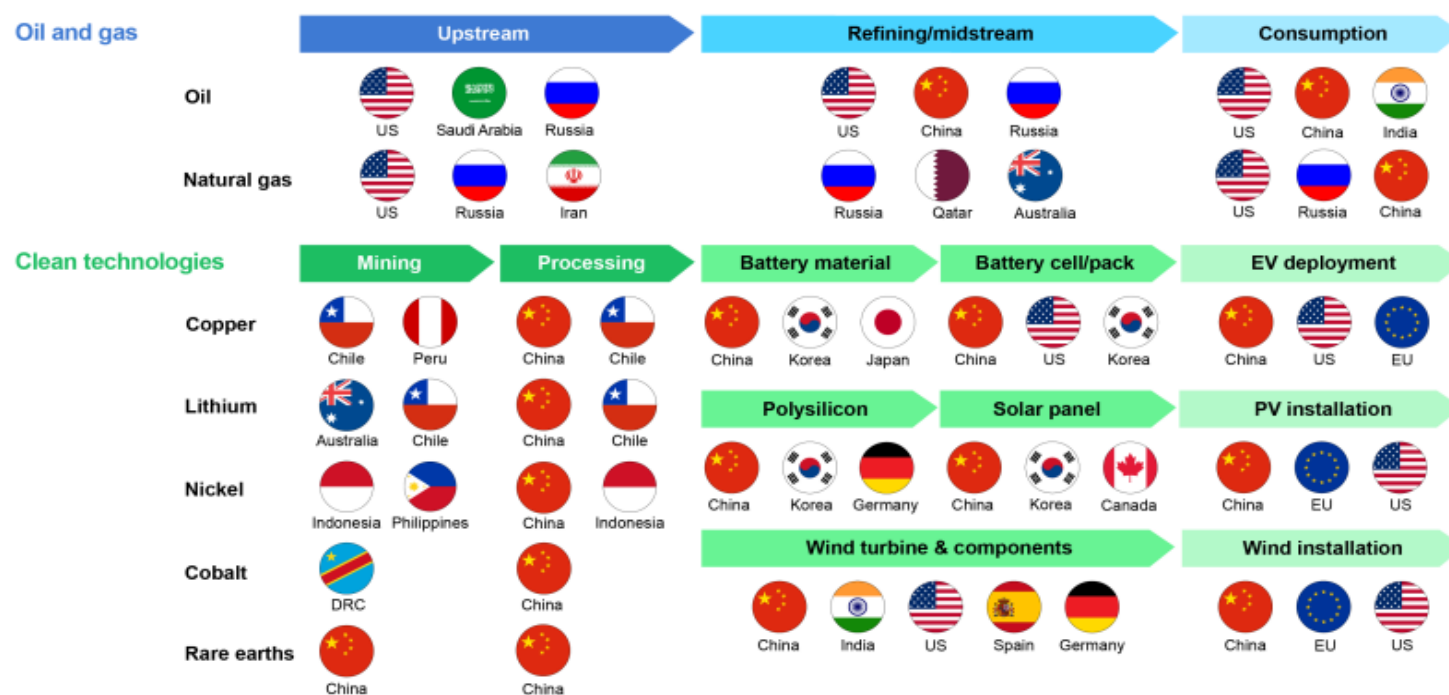 Oil and gas Upstream Refining/midstream Consumption
Oil
US Saudi Arabia Russia US China Russia US China India
Natural gas
US Russia Iran Russia Qatar Australia US Russia China
Clean technologies Mining Processing Battery material Battery cell/pack EV deployment
Copper
Chile Peru China Chile China Korea Japan China US Korea China US EU
Lithium Polysilicon Solar panel PV installation
Australia Chile China Chile
Nickel
Indonesia Philippines China Indonesia China Korea Germany China Korea Canada China EU US
Wind turbine & components Wind installation
Cobalt
DRC China
China India US Spain Germany China EU US
Rare earths
China China